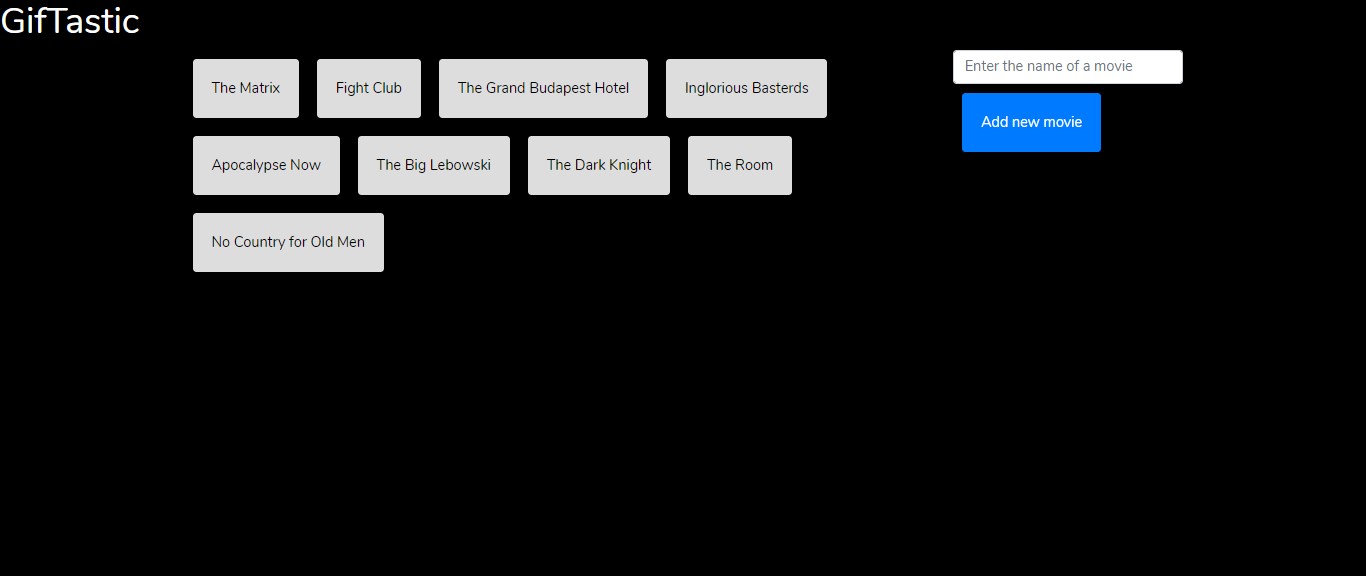 GifTastic
The Matrix
Fight Club
The Grand Budapest Hotel
Inglorious Basterds
Apocalypse Now
The Big Lebowski
The Dark Knight
The Room
No Country for Old Men
Enter the name of a movie
Add new movie